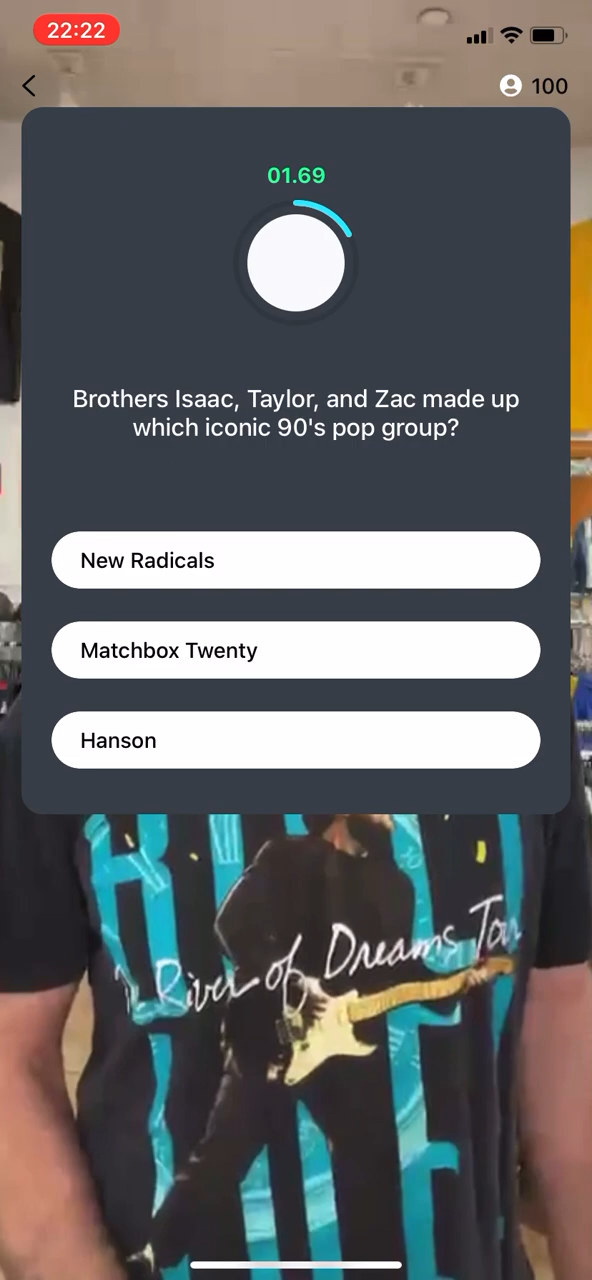 22:22
100
01.69
Brothers Isaac, Taylor, and Zac made up
which iconic 90's pop group?
New Radicals
Matchbox Twenty
Hanson
River of Dreams Tour